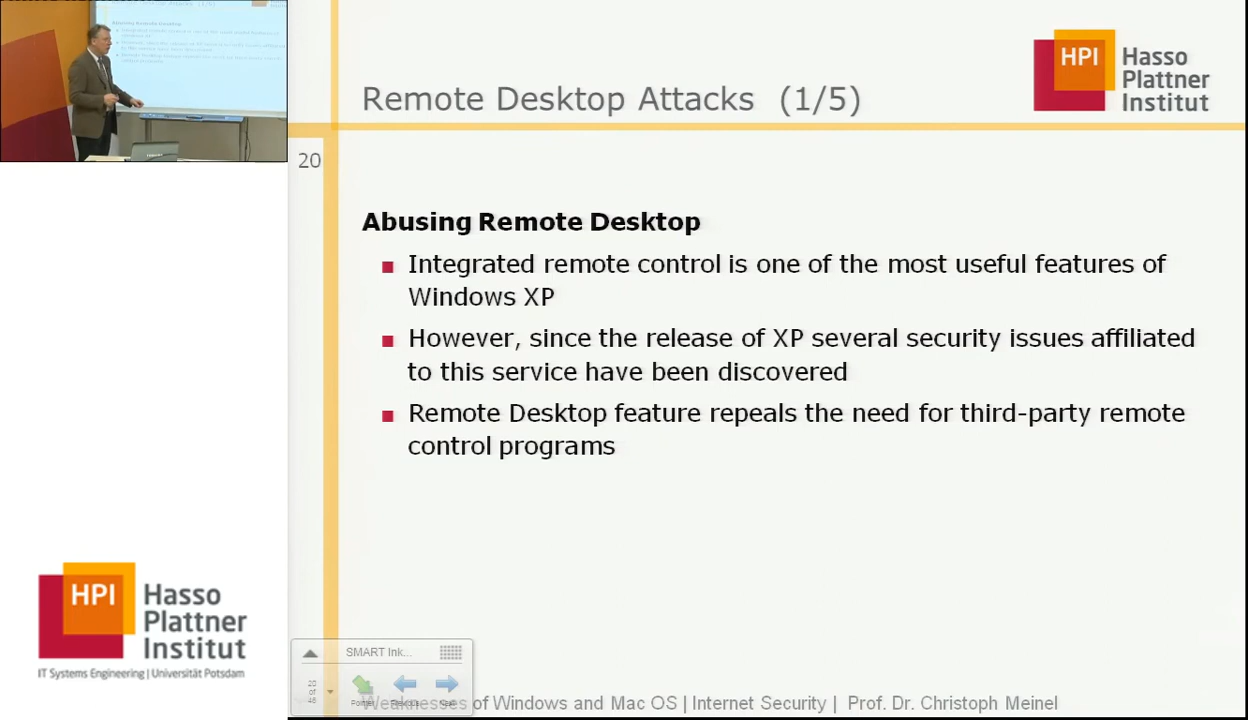 Remote Desktop Attacks (1/5)
HPI
Hasso
Plattner
Institut
20
Abusing Remote Desktop
Integrated remote control is one of the most useful features of
Windows XP
However, since the release of XP several security issues affiliated
to this service have been discovered
Remote Desktop feature repeals the need for third-party remote
control programs
HPI
Hasso
Plattner
Institut
IT Systems Engineering | Universität Potsdam
SMART Ink...
Weaknesses of Windows and Mac OS | Internet Security | Prof. Dr. Christoph Meinel